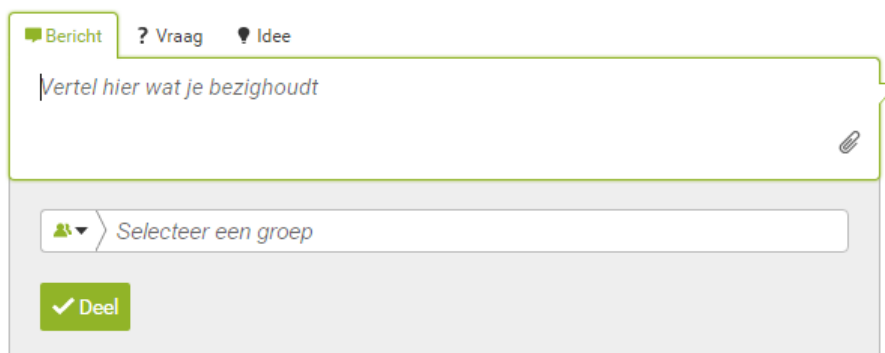 Bericht ? Vraag Idee
Vertel hier wat je bezighoudt
Selecteer een groep
Deel